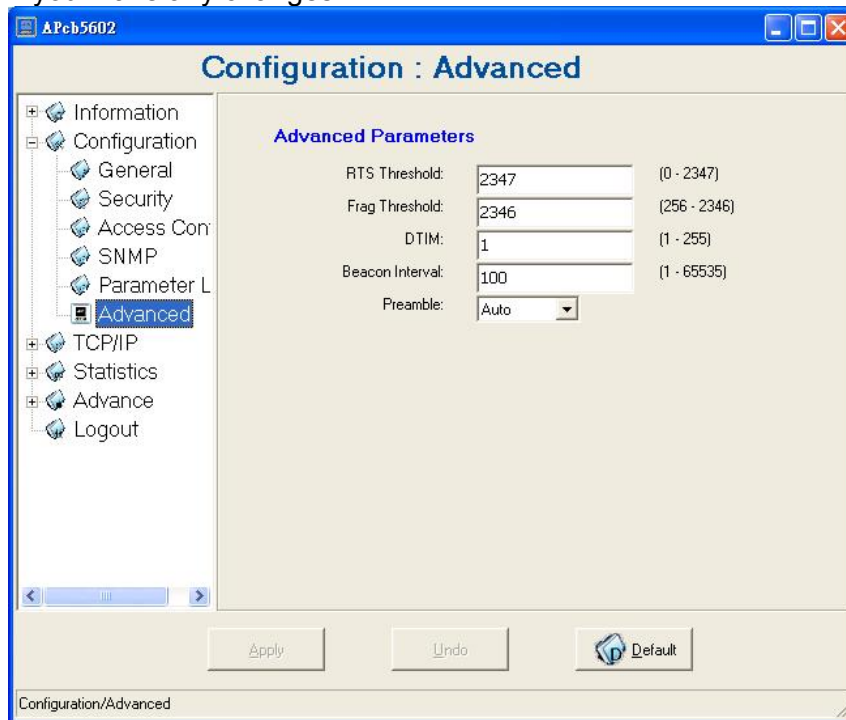 APcb5602
Configuration : Advanced
Information
Configuration
General
Security
Access Con
SNMP
Parameter L
Advanced
TCP/IP
Statistics
Advance
Logout
Advanced Parameters
RTS Threshold: 2347 (0 - 2347)
Frag Threshold: 2346 (256 - 2346)
DTIM: 1 (1 - 255)
Beacon Interval: 100 (1 - 65535)
Preamble: Auto
Apply Undo Default
Configuration/Advanced